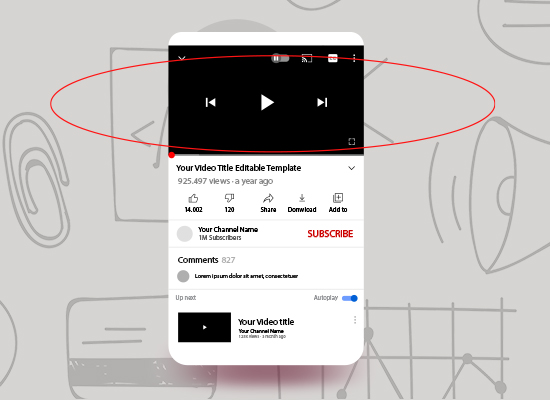 Your Video Title Editable Template
925.497 views · a year ago
14.002 120 Share Donwload Add to
Your Channel Name
1M Subscribers
SUBSCRIBE
Comments 827
Lorem ipsum dolor sit amet, consectetuer
Up next Autoplay
Your Video title
Your Channel Name